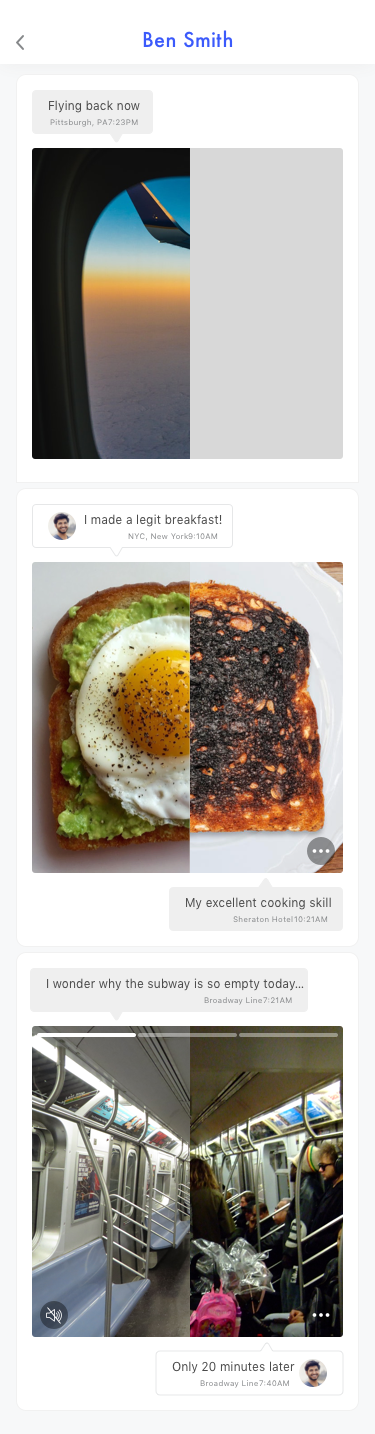 Ben Smith
Flying back now
Pittsburgh, PA7:23PM
I made a legit breakfast!
NYC, New York9:10AM
My excellent cooking skill
Sheraton Hotel10:21AM
I wonder why the subway is so empty today...
Broadway Line7:21AM
Only 20 minutes later
Broadway Line7:40AM